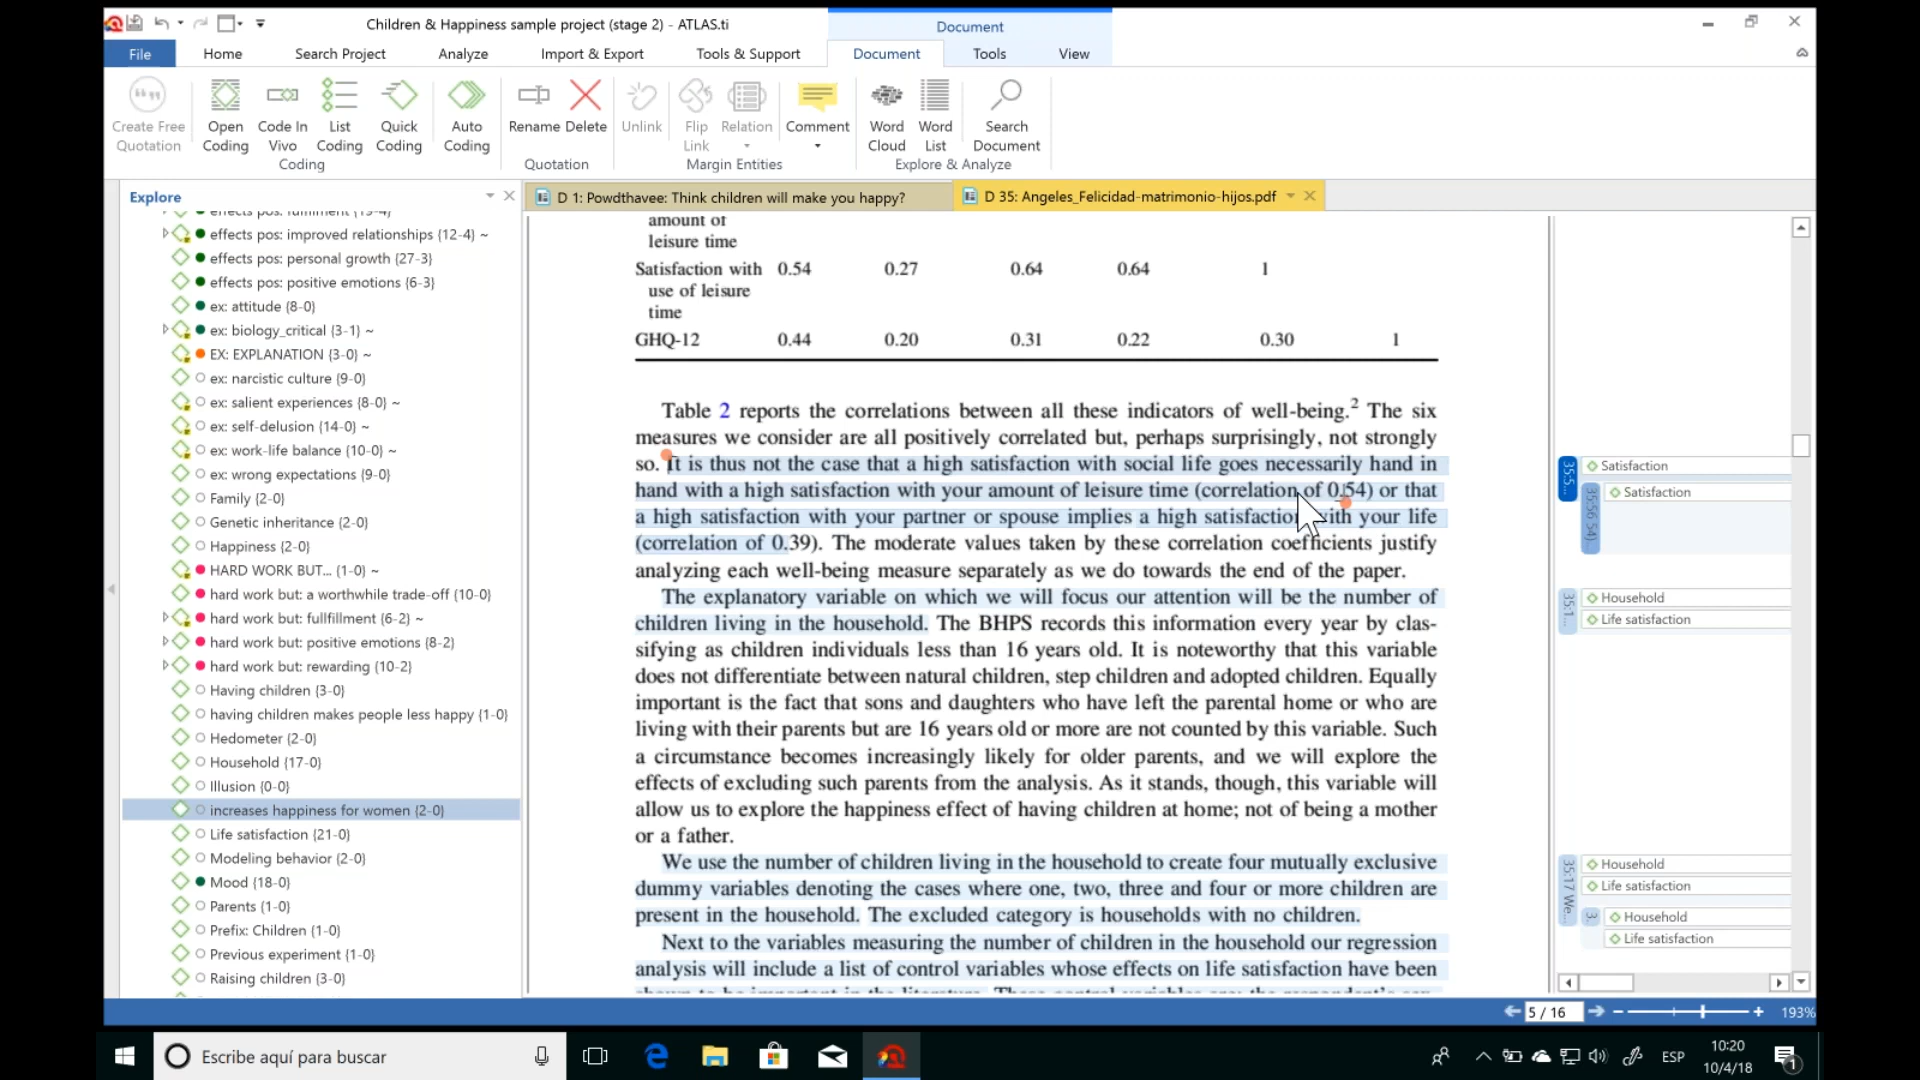 Children & Happiness sample project (stage 2) - ATLAS.ti
Document
File
Home
Search Project
Analyze
Import & Export
Tools & Support
Document
Tools
View
Create Free Quotation
Open Coding
Code In Vivo
List Coding
Quick Coding
Auto Coding
Rename
Delete
Unlink
Flip Link
Relation
Comment
Word Cloud
Word List
Search Document
Coding
Quotation
Margin Entities
Explore & Analyze
Explore
D 1: Powdthavee: Think children will make you happy?
D 35: Angeles_Felicidad-matrimonio-hijos.pdf
effects pos: fulfillment {19-4}
effects pos: improved relationships {12-4} ~
effects pos: personal growth {27-3}
effects pos: positive emotions {6-3}
ex: attitude {8-0}
ex: biology_critical {3-1} ~
EX: EXPLANATION {3-0} ~
ex: narcistic culture {9-0}
ex: salient experiences {8-0} ~
ex: self-delusion {14-0} ~
ex: work-life balance {10-0} ~
ex: wrong expectations {9-0}
Family {2-0}
Genetic inheritance {2-0}
Happiness {2-0}
HARD WORK BUT... {1-0} ~
hard work but: a worthwhile trade-off {10-0}
hard work but: fullfillment {6-2} ~
hard work but: positive emotions {8-2}
hard work but: rewarding {10-2}
Having children {3-0}
having children makes people less happy {1-0}
Hedometer {2-0}
Household {17-0}
Illusion {0-0}
increases happiness for women {2-0}
Life satisfaction {21-0}
Modeling behavior {2-0}
Mood {18-0}
Parents {1-0}
Prefix: Children {1-0}
Previous experiment {1-0}
Raising children {3-0}
amount of
leisure time
Satisfaction with 0.54 0.27 0.64 0.64 1
use of leisure
time
GHQ-12 0.44 0.20 0.31 0.22 0.30 1
Table 2 reports the correlations between all these indicators of well-being.2 The six
measures we consider are all positively correlated but, perhaps surprisingly, not strongly
so. It is thus not the case that a high satisfaction with social life goes necessarily hand in
hand with a high satisfaction with your amount of leisure time (correlation of 0.54) or that
a high satisfaction with your partner or spouse implies a high satisfaction with your life
(correlation of 0.39). The moderate values taken by these correlation coefficients justify
analyzing each well-being measure separately as we do towards the end of the paper.
The explanatory variable on which we will focus our attention will be the number of
children living in the household. The BHPS records this information every year by clas-
sifying as children individuals less than 16 years old. It is noteworthy that this variable
does not differentiate between natural children, step children and adopted children. Equally
important is the fact that sons and daughters who have left the parental home or who are
living with their parents but are 16 years old or more are not counted by this variable. Such
a circumstance becomes increasingly likely for older parents, and we will explore the
effects of excluding such parents from the analysis. As it stands, though, this variable will
allow us to explore the happiness effect of having children at home; not of being a mother
or a father.
We use the number of children living in the household to create four mutually exclusive
dummy variables denoting the cases where one, two, three and four or more children are
present in the household. The excluded category is households with no children.
Next to the variables measuring the number of children in the household our regression
analysis will include a list of control variables whose effects on life satisfaction have been
35:5...
Satisfaction
Satisfaction
35:1...
Household
Life satisfaction
35:17 We...
Household
Life satisfaction
3.
Household
Life satisfaction
5 / 16
193%
Escribe aquí para buscar
ESP
10:20
10/4/18
1